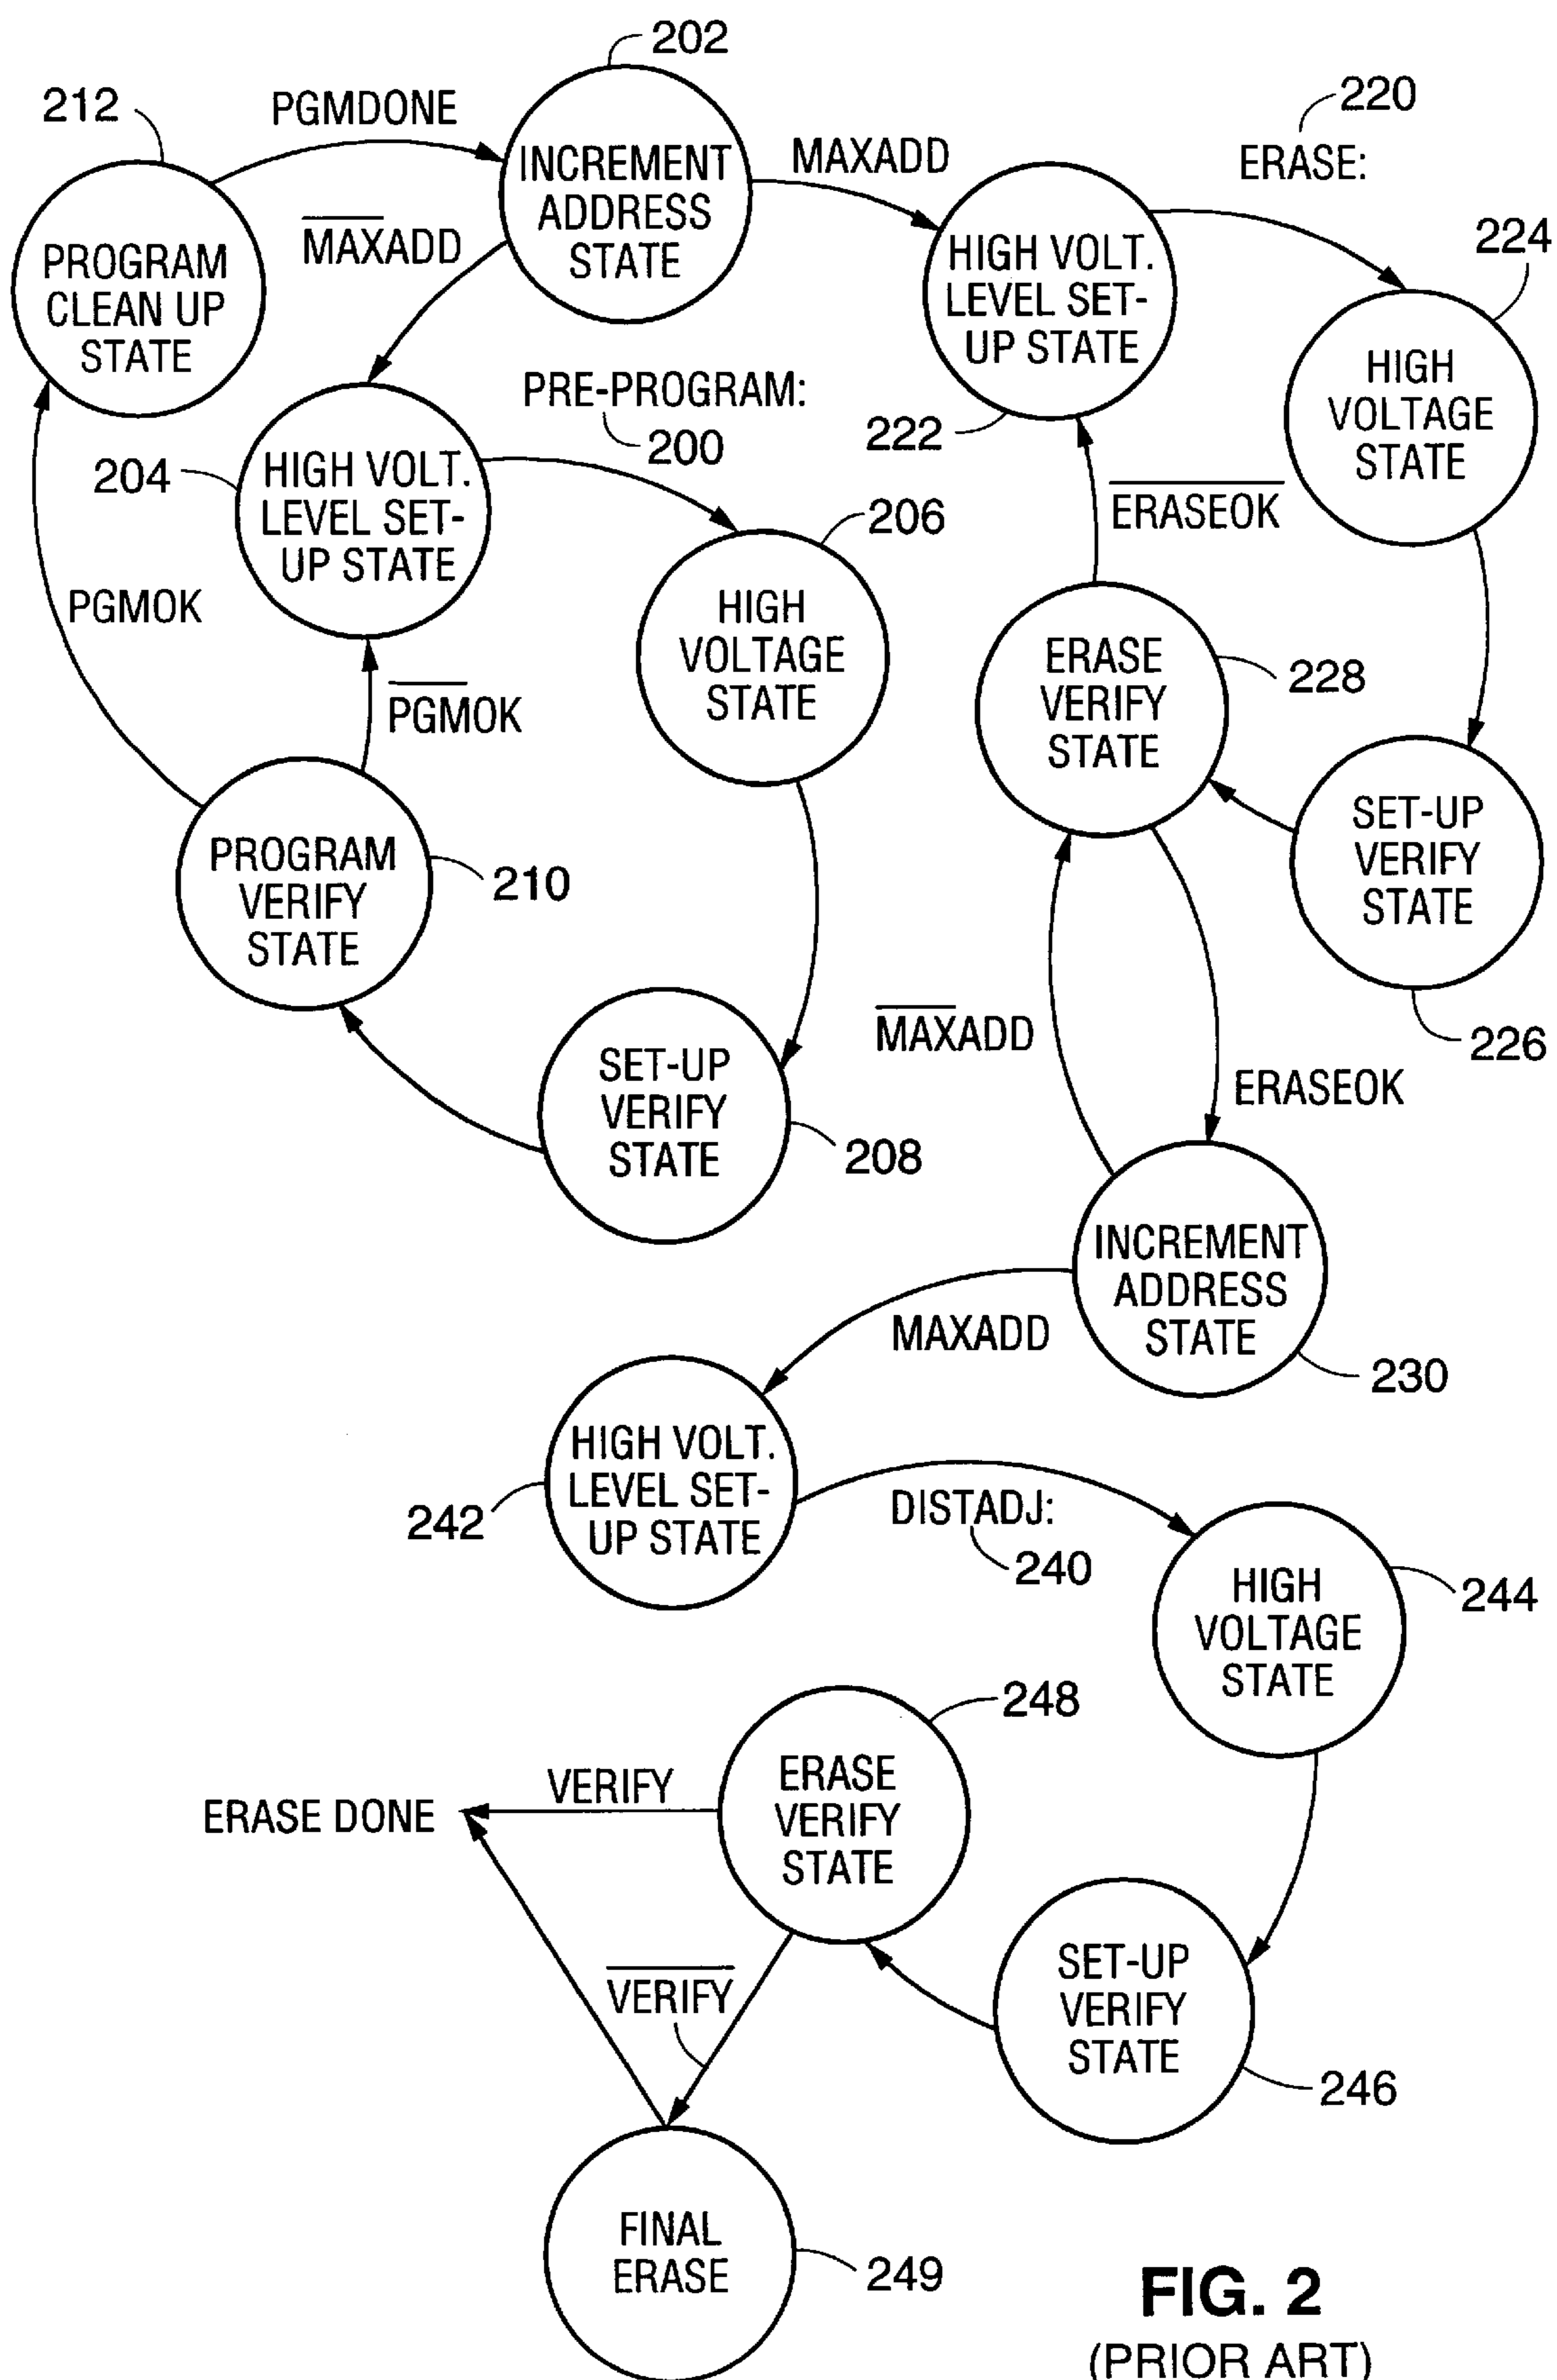 202
212
PGMDONE
INCREMENT
ADDRESS
STATE
MAXADD
220
ERASE:
M̅A̅X̅ADD
PROGRAM
CLEAN UP
STATE
HIGH VOLT.
LEVEL SET-
UP STATE
222
224
HIGH
VOLTAGE
STATE
PRE-PROGRAM:
200
204
HIGH VOLT.
LEVEL SET-
UP STATE
206
E̅R̅A̅S̅E̅O̅K̅
PGMOK
HIGH
VOLTAGE
STATE
ERASE
VERIFY
STATE
228
P̅G̅M̅OK
PROGRAM
VERIFY
STATE
210
SET-UP
VERIFY
STATE
226
M̅A̅X̅ADD
ERASEOK
SET-UP
VERIFY
STATE
208
INCREMENT
ADDRESS
STATE
230
MAXADD
HIGH VOLT.
LEVEL SET-
UP STATE
242
DISTADJ:
240
HIGH
VOLTAGE
STATE
244
248
ERASE
VERIFY
STATE
VERIFY
ERASE DONE
V̅E̅R̅I̅F̅Y̅
SET-UP
VERIFY
STATE
246
FINAL
ERASE
249
FIG. 2
(PRIOR ART)